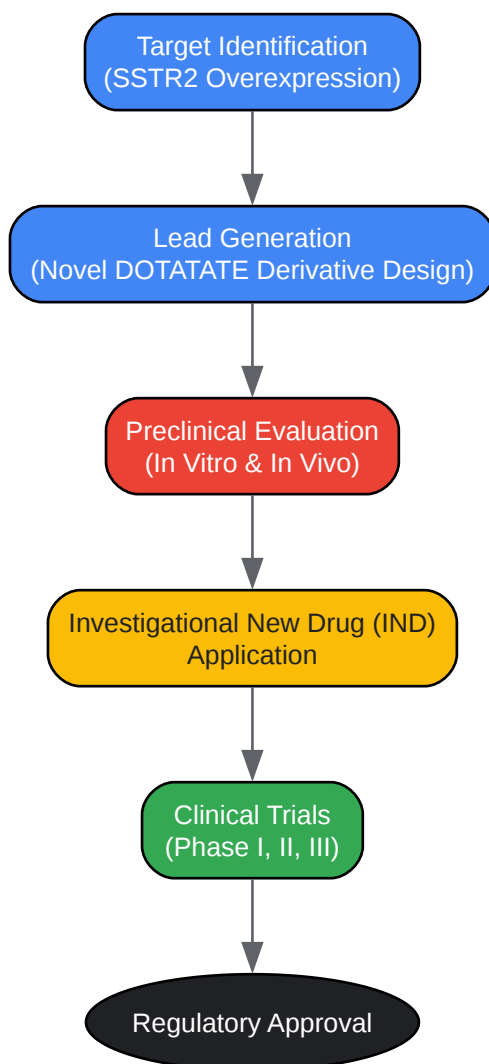 Target Identification
(SSTR2 Overexpression)
Lead Generation
(Novel DOTATATE Derivative Design)
Preclinical Evaluation
(In Vitro & In Vivo)
Investigational New Drug (IND)
Application
Clinical Trials
(Phase I, II, III)
Regulatory Approval